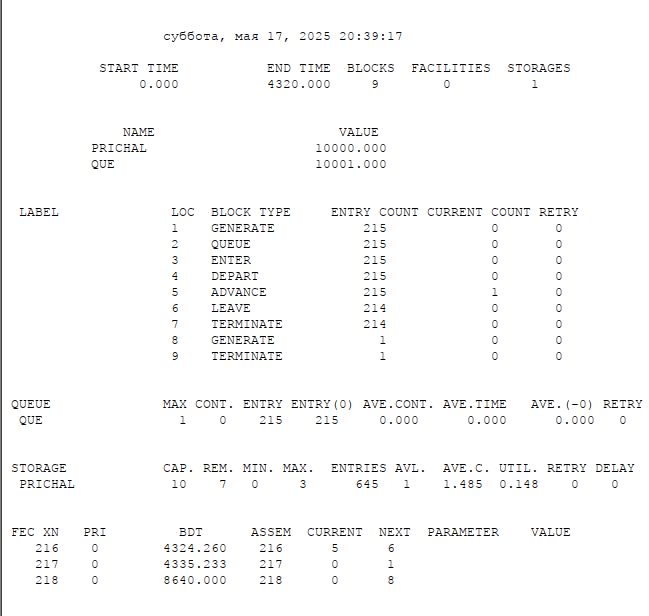 суббота, мая 17, 2025 20:39:17
START TIME END TIME BLOCKS FACILITIES STORAGES
0.000 4320.000 9 0 1
NAME VALUE
PRICHAL 10000.000
QUE 10001.000
LABEL LOC BLOCK TYPE ENTRY COUNT CURRENT COUNT RETRY
1 GENERATE 215 0 0
2 QUEUE 215 0 0
3 ENTER 215 0 0
4 DEPART 215 0 0
5 ADVANCE 215 1 0
6 LEAVE 214 0 0
7 TERMINATE 214 0 0
8 GENERATE 1 0 0
9 TERMINATE 1 0 0
QUEUE MAX CONT. ENTRY ENTRY(0) AVE.CONT. AVE.TIME AVE.(-0) RETRY
QUE 1 0 215 215 0.000 0.000 0.000 0
STORAGE CAP. REM. MIN. MAX. ENTRIES AVL. AVE.C. UTIL. RETRY DELAY
PRICHAL 10 7 0 3 645 1 1.485 0.148 0 0
FEC XN PRI BDT ASSEM CURRENT NEXT PARAMETER VALUE
216 0 4324.260 216 5 6
217 0 4335.233 217 0 1
218 0 8640.000 218 0 8